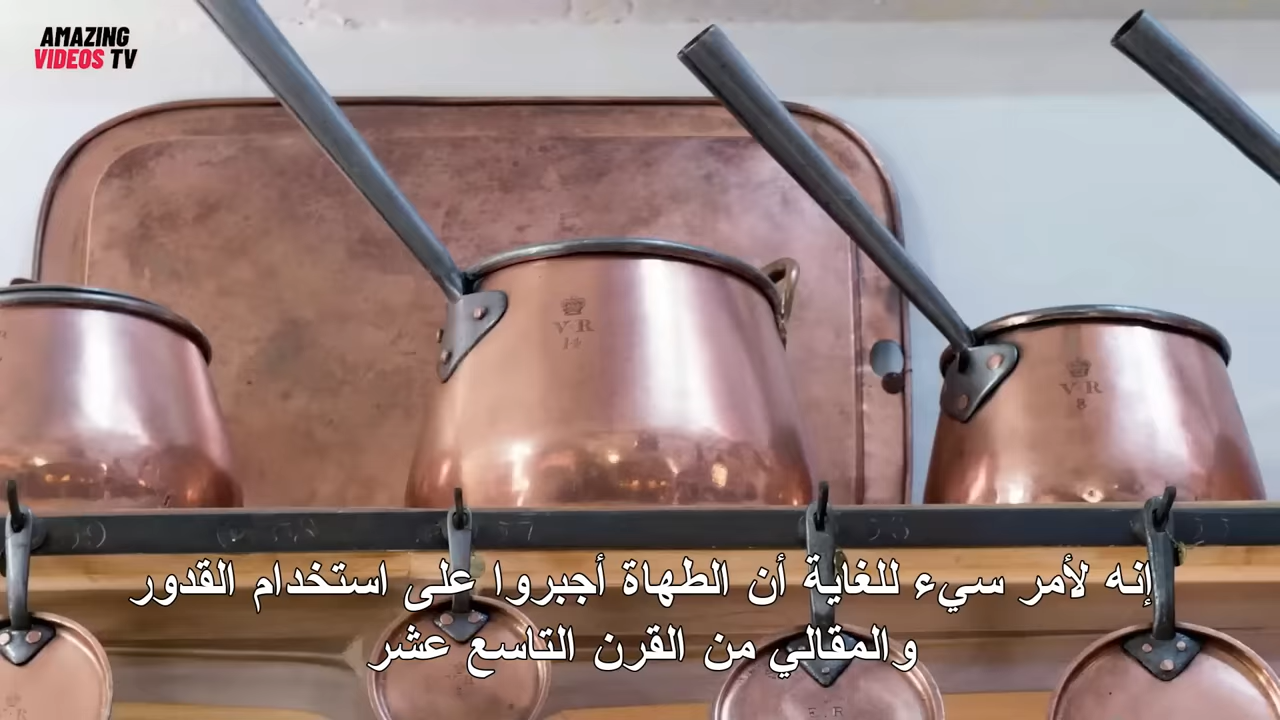 AMAZING
VIDEOS TV
V R
14
V R
8
E R
إنه لأمر سيء للغاية أن الطهاة أجبروا على استخدام القدور
والمقالي من القرن التاسع عشر